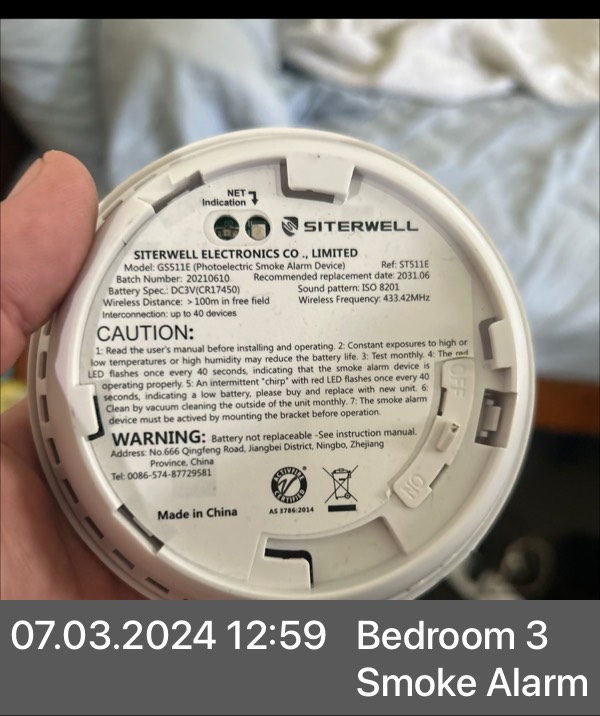 NET
Indication
SITERWELL
SITERWELL ELECTRONICS CO ., LIMITED
Model: GS511E (Photoelectric Smoke Alarm Device) Ref: ST511E
Batch Number: 20210610 Recommended replacement date: 2031.06
Battery Spec.: DC3V(CR17450) Sound pattern: ISO 8201
Wireless Distance: >100m in free field Wireless Frequency: 433.42MHz
Interconnection: up to 40 devices
CAUTION:
1: Read the user's manual before installing and operating. 2: Constant exposures to high or
low temperatures or high humidity may reduce the battery life. 3: Test monthly. 4: The red
LED flashes once every 40 seconds, indicating that the smoke alarm device is
operating properly. 5: An intermittent "chirp" with red LED flashes once every 40
seconds, indicating a low battery, please buy and replace with new unit. 6:
Clean by vacuum cleaning the outside of the unit monthly. 7: The smoke alarm
device must be actived by mounting the bracket before operation.
OFF
WARNING: Battery not replaceable -See instruction manual.
Address: No.666 Qingfeng Road, Jiangbei District, Ningbo, Zhejiang
Province, China
Tel: 0086-574-87729581
ON
ACTIVFIRE
CERTIFIED
AS 3786:2014
Made in China
07.03.2024 12:59 Bedroom 3
Smoke Alarm